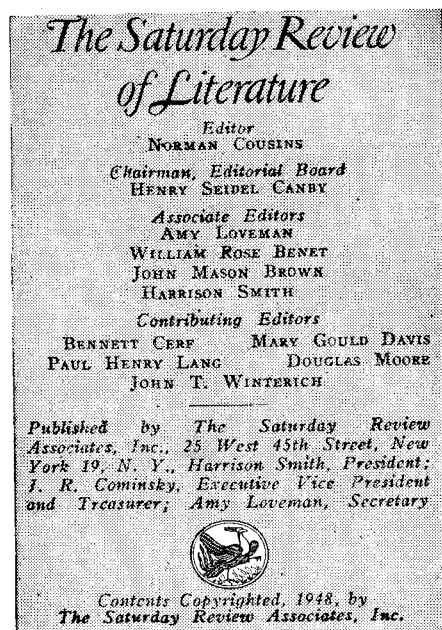 The Saturday Review
of Literature
Editor
NORMAN COUSINS
Chairman, Editorial Board
HENRY SEIDEL CANBY
Associate Editors
AMY LOVEMAN
WILLIAM ROSE BENET
JOHN MASON BROWN
HARRISON SMITH
Contributing Editors
BENNETT CERF MARY GOULD DAVIS
PAUL HENRY LANG DOUGLAS MOORE
JOHN T. WINTERICH
Published by The Saturday Review
Associates, Inc., 25 West 45th Street, New
York 19, N. Y., Harrison Smith, President;
J. R. Cominsky, Executive Vice President
and Treasurer; Amy Loveman, Secretary
Contents Copyrighted, 1948, by
The Saturday Review Associates, Inc.